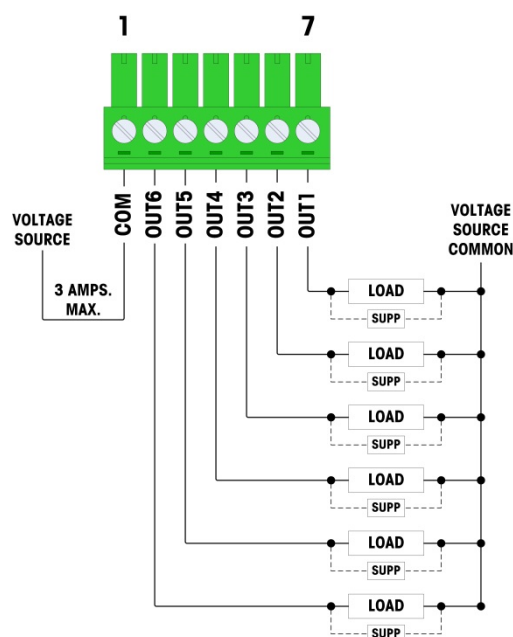 1 7
COM
OUT6
OUT5
OUT4
OUT3
OUT2
OUT1
VOLTAGE
SOURCE
3 AMPS.
MAX.
VOLTAGE
SOURCE
COMMON
LOAD
SUPP
LOAD
SUPP
LOAD
SUPP
LOAD
SUPP
LOAD
SUPP
LOAD
SUPP